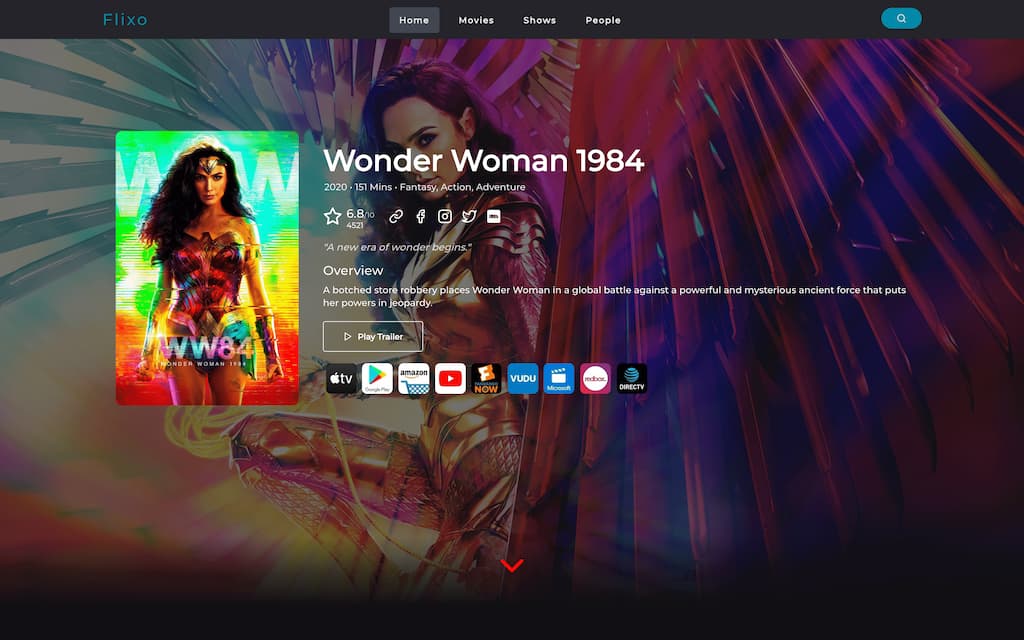 Flixo
Home
Movies
Shows
People
WW
WW84
WONDER WOMAN 1984
Wonder Woman 1984
2020 • 151 Mins • Fantasy, Action, Adventure
6.8/10
4521
"A new era of wonder begins."
Overview
A botched store robbery places Wonder Woman in a global battle against a powerful and mysterious ancient force that puts
her powers in jeopardy.
Play Trailer
tv
Google Play
amazon
FANDANGO
NOW
VUDU
Microsoft
redbox.
DIRECTV